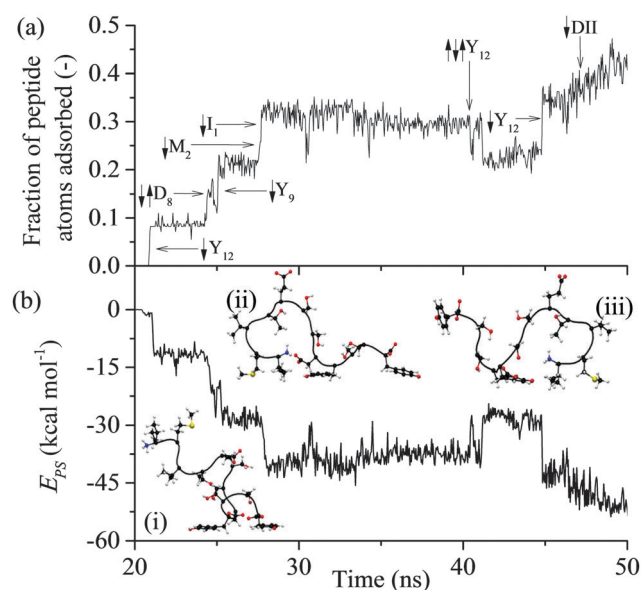 (a)
Fraction of peptide
atoms adsorbed (-)
0.5
0.4
0.3
0.2
0.1
0.0
↓DII
↑↓↑Y₁₂
↓I₁
↓Y₁₂
↓M₂
↓↑D₈
↓Y₉
↓Y₁₂
(b)
(ii)
(iii)
E_PS (kcal mol⁻¹)
0
-15
-30
-45
-60
(i)
20
30
40
50
Time (ns)